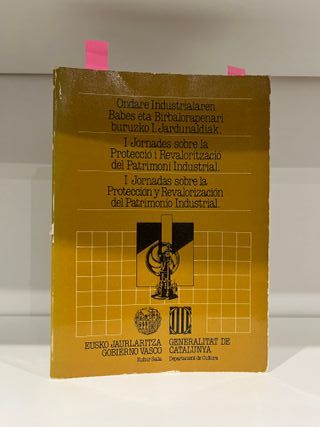 Ondare Industrialaren
Babes eta Birbalorapenari
buruzko I. Jardunaldiak.
I Jornades sobre la
Protecció i Revalorització
del Patrimoni Industrial.
I Jornadas sobre la
Protección y Revalorización
del Patrimonio Industrial.
EUSKO JAURLARITZA
GOBIERNO VASCO
Kultur Saila
GENERALITAT DE
CATALUNYA
Departament de Cultura